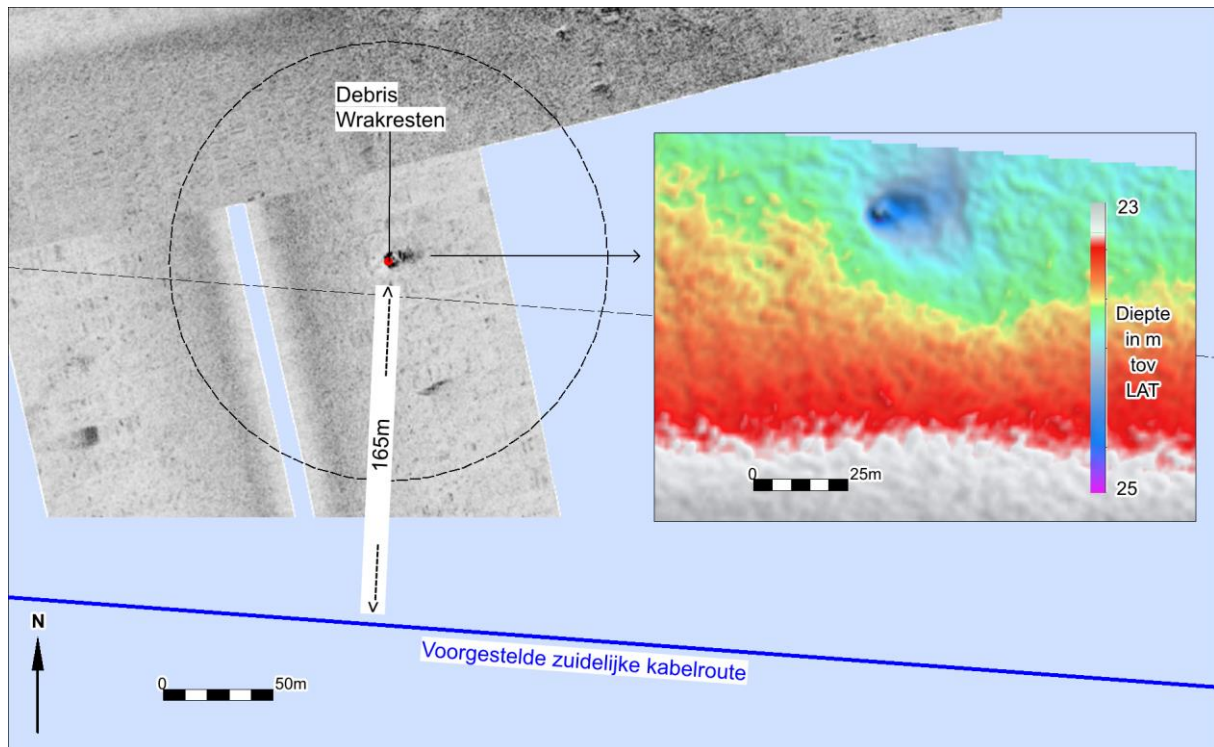 Debris
Wrakresten
165m
23
Diepte
in m
tov
LAT
25
0 25m
Voorgestelde zuidelijke kabelroute
N
0 50m